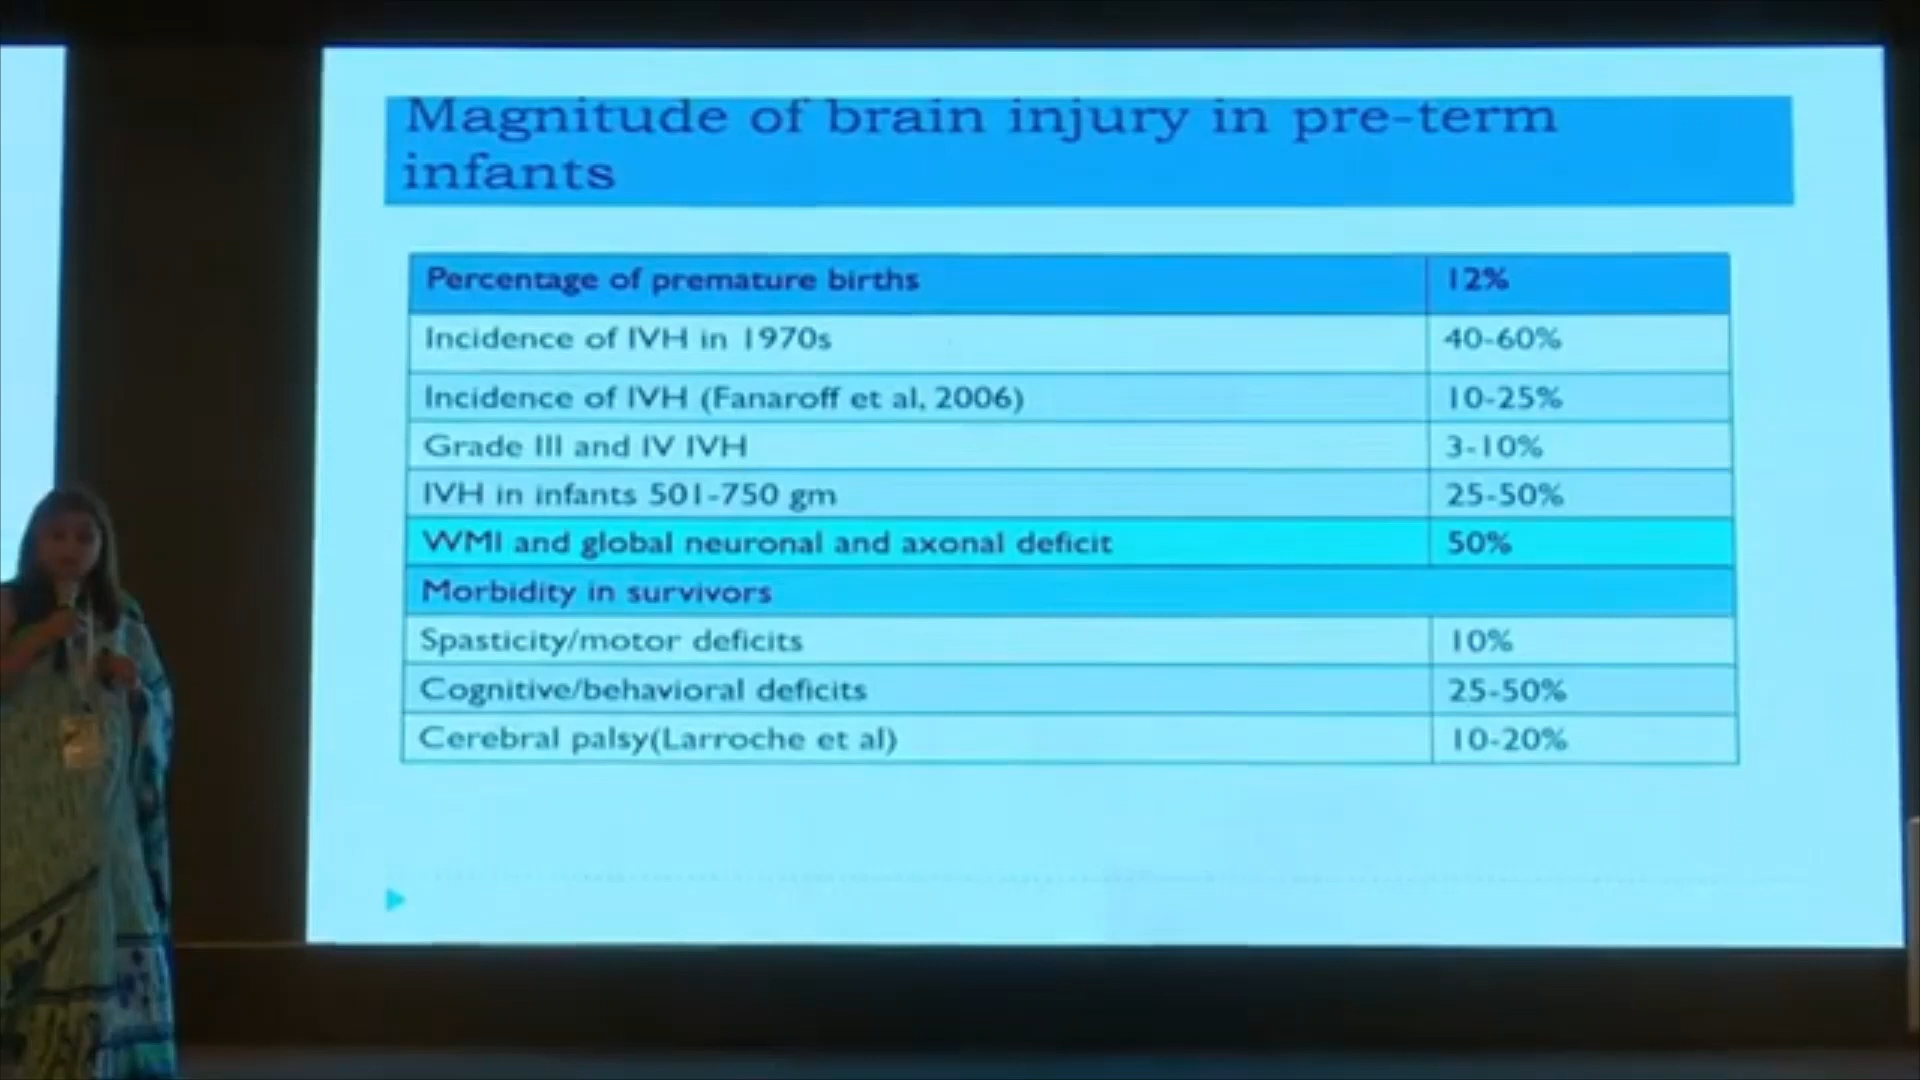 Magnitude of brain injury in pre-term
infants
Percentage of premature births 12%
Incidence of IVH in 1970s 40-60%
Incidence of IVH (Fanaroff et al, 2006) 10-25%
Grade III and IV IVH 3-10%
IVH in infants 501-750 gm 25-50%
WMI and global neuronal and axonal deficit 50%
Morbidity in survivors
Spasticity/motor deficits 10%
Cognitive/behavioral deficits 25-50%
Cerebral palsy(Larroche et al) 10-20%